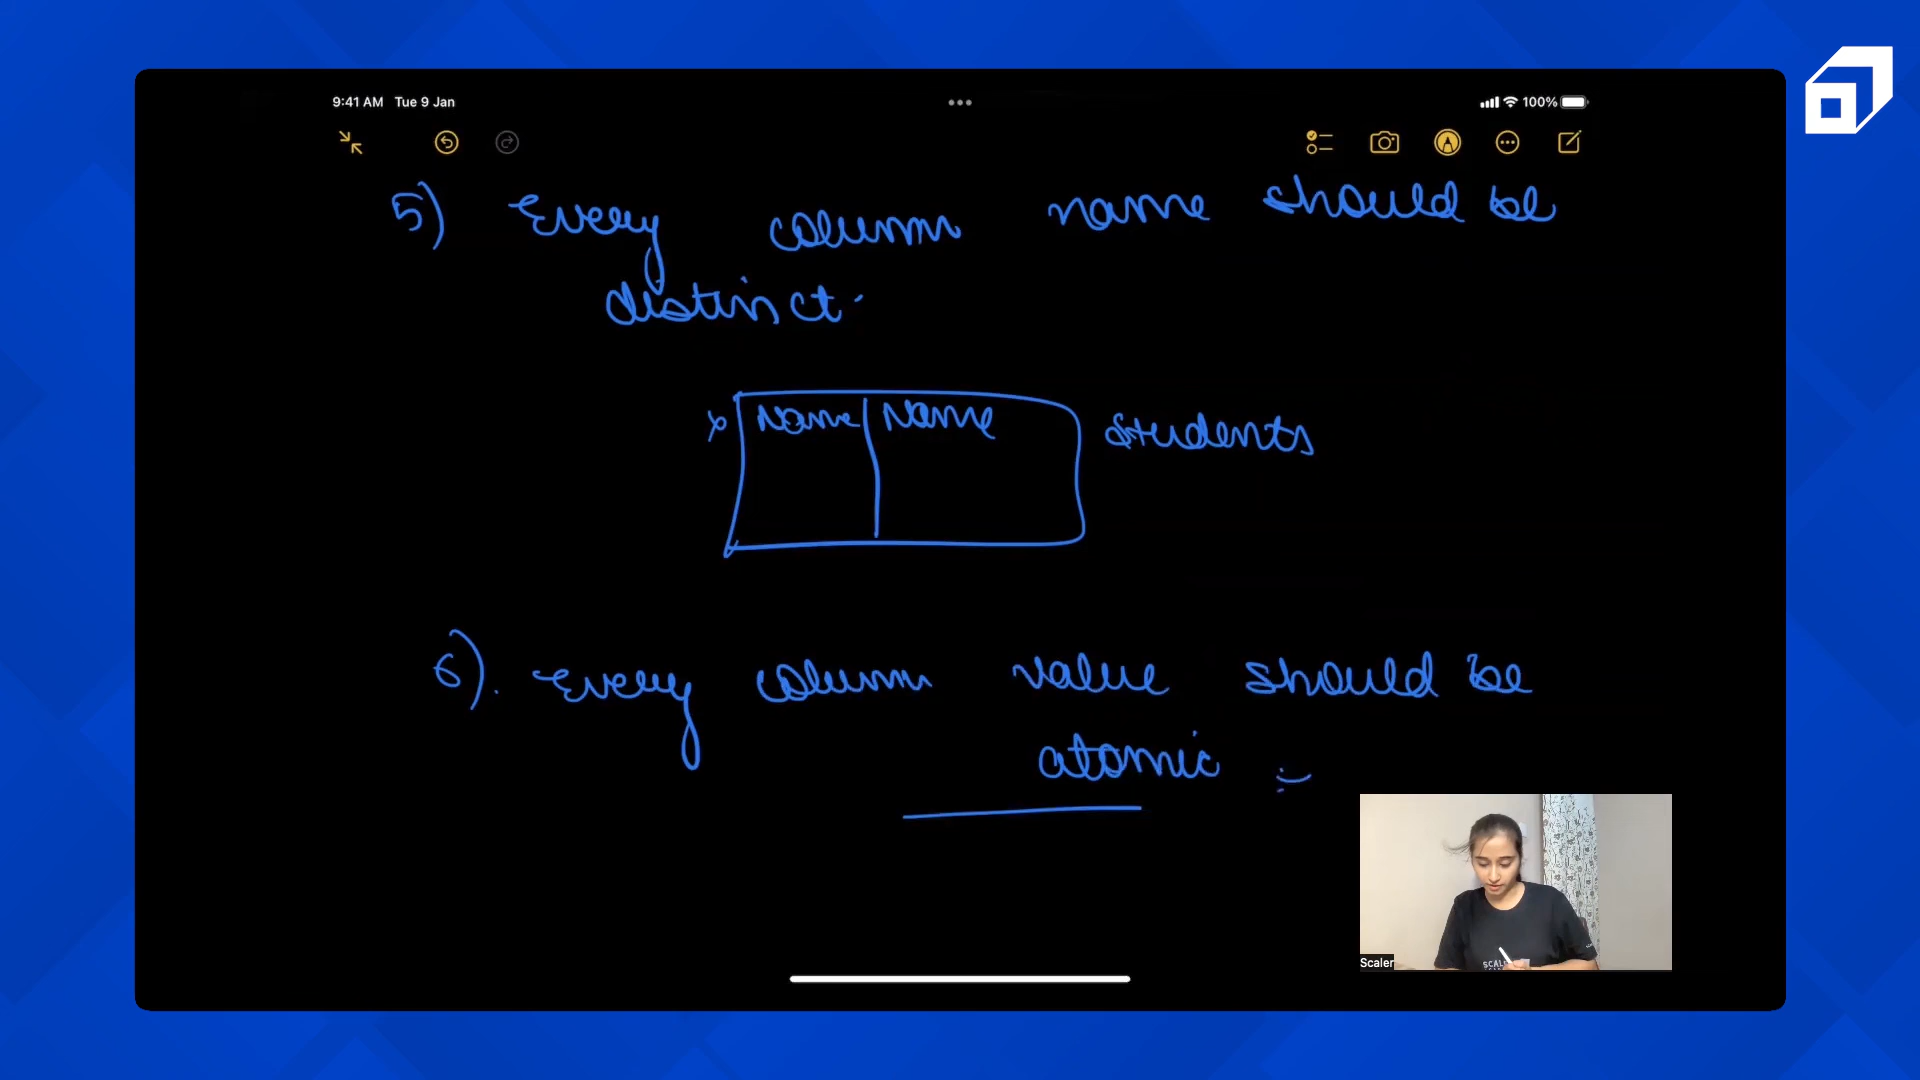 9:41 AM Tue 9 Jan
100%
5) Every column name should be
distinct.
Name Name
Students
6). Every column value should be
atomic :-
SCALER
Scaler